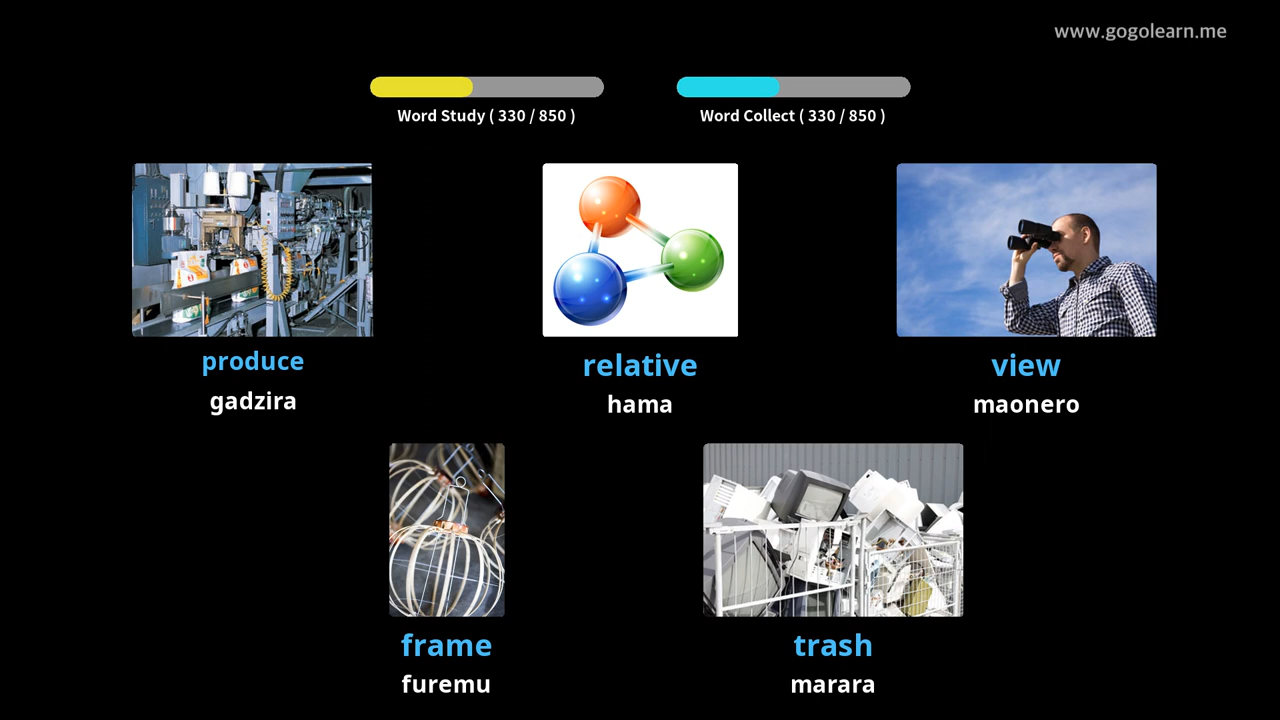 www.gogolearn.me
Word Study ( 330 / 850 )
Word Collect ( 330 / 850 )
produce
gadzira
relative
hama
view
maonero
frame
furemu
trash
marara